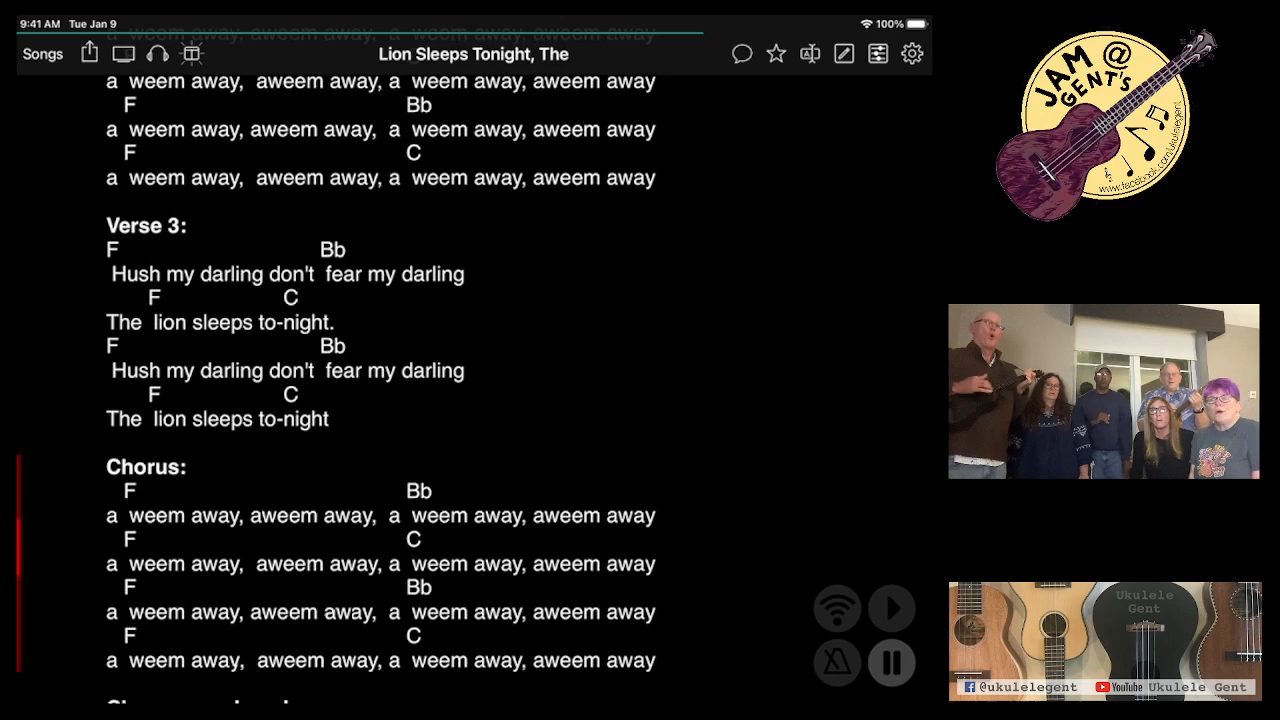 9:41 AM Tue Jan 9 100%
Songs Lion Sleeps Tonight, The
a weem away, aweem away, a weem away, aweem away
F Bb
a weem away, aweem away, a weem away, aweem away
F C
a weem away, aweem away, a weem away, aweem away
Verse 3:
F Bb
Hush my darling don't fear my darling
F C
The lion sleeps to-night.
F Bb
Hush my darling don't fear my darling
F C
The lion sleeps to-night
Chorus:
F Bb
a weem away, aweem away, a weem away, aweem away
F C
a weem away, aweem away, a weem away, aweem away
F Bb
a weem away, aweem away, a weem away, aweem away
F C
a weem away, aweem away, a weem away, aweem away
JAM @
GENT'S
www.facebook.com/ukulelegent
Ukulele
Gent
@ukulelegent YouTube Ukulele Gent